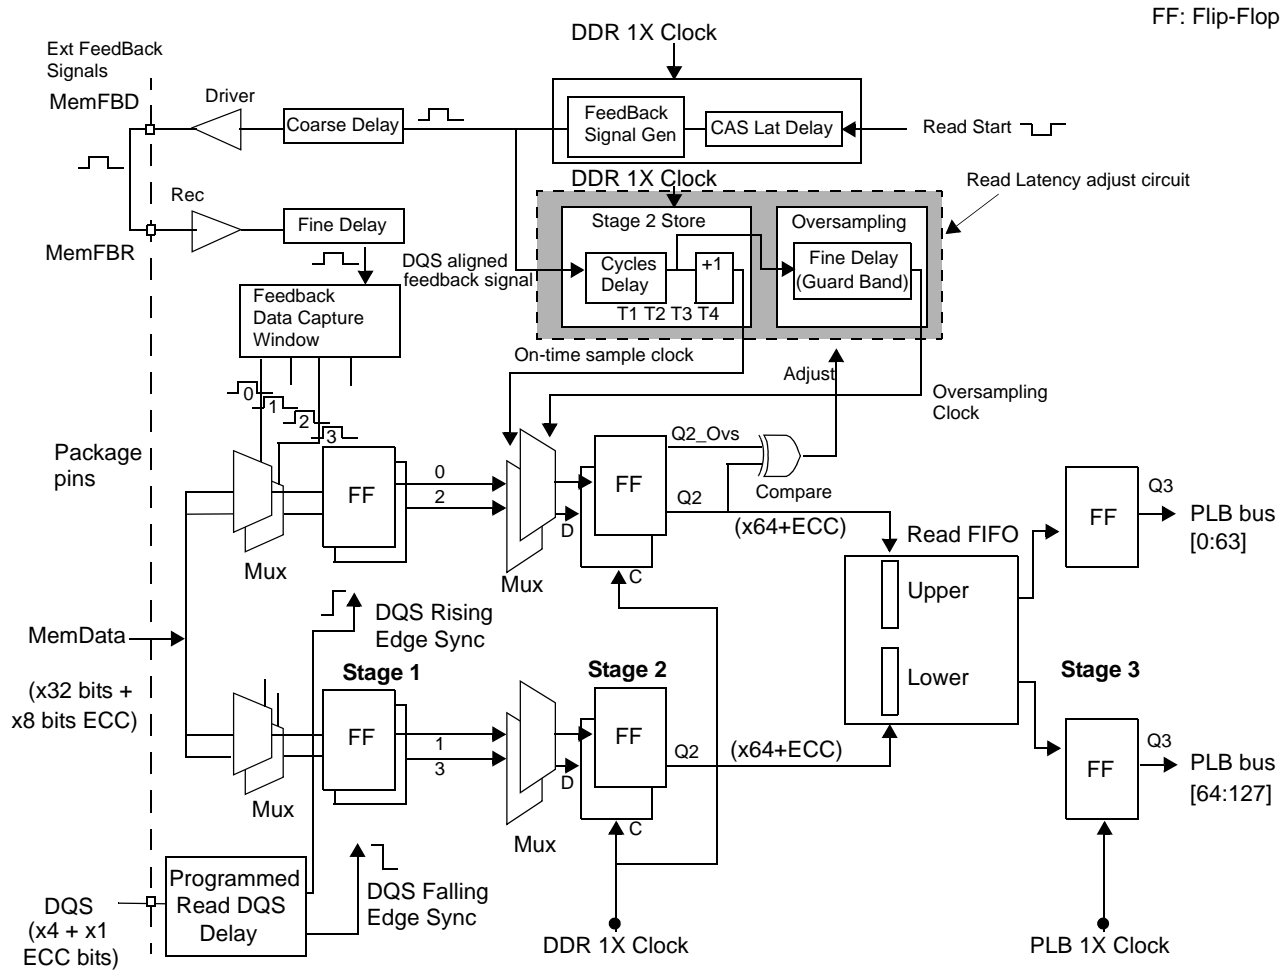 FF: Flip-Flop
DDR 1X Clock
Ext FeedBack
Signals
MemFBD
Driver
Coarse Delay
FeedBack
Signal Gen
CAS Lat Delay
Read Start
DDR 1X Clock
Read Latency adjust circuit
Rec
MemFBR
Fine Delay
DQS aligned
feedback signal
Stage 2 Store
Cycles
Delay
+1
T1 T2 T3 T4
Oversampling
Fine Delay
(Guard Band)
Feedback
Data Capture
Window
On-time sample clock
Adjust
Oversampling
Clock
0
1
2
3
Package
pins
FF
0
2
Mux
Mux
FF
D
C
Q2_Ovs
Q2
Compare
(x64+ECC)
Read FIFO
Upper
Lower
FF
Q3
PLB bus
[0:63]
MemData
(x32 bits +
x8 bits ECC)
DQS Rising
Edge Sync
Stage 1
Stage 2
Stage 3
FF
1
3
Mux
Mux
FF
D
C
Q2
(x64+ECC)
FF
Q3
PLB bus
[64:127]
DQS
(x4 + x1
ECC bits)
Programmed
Read DQS
Delay
DQS Falling
Edge Sync
DDR 1X Clock
PLB 1X Clock